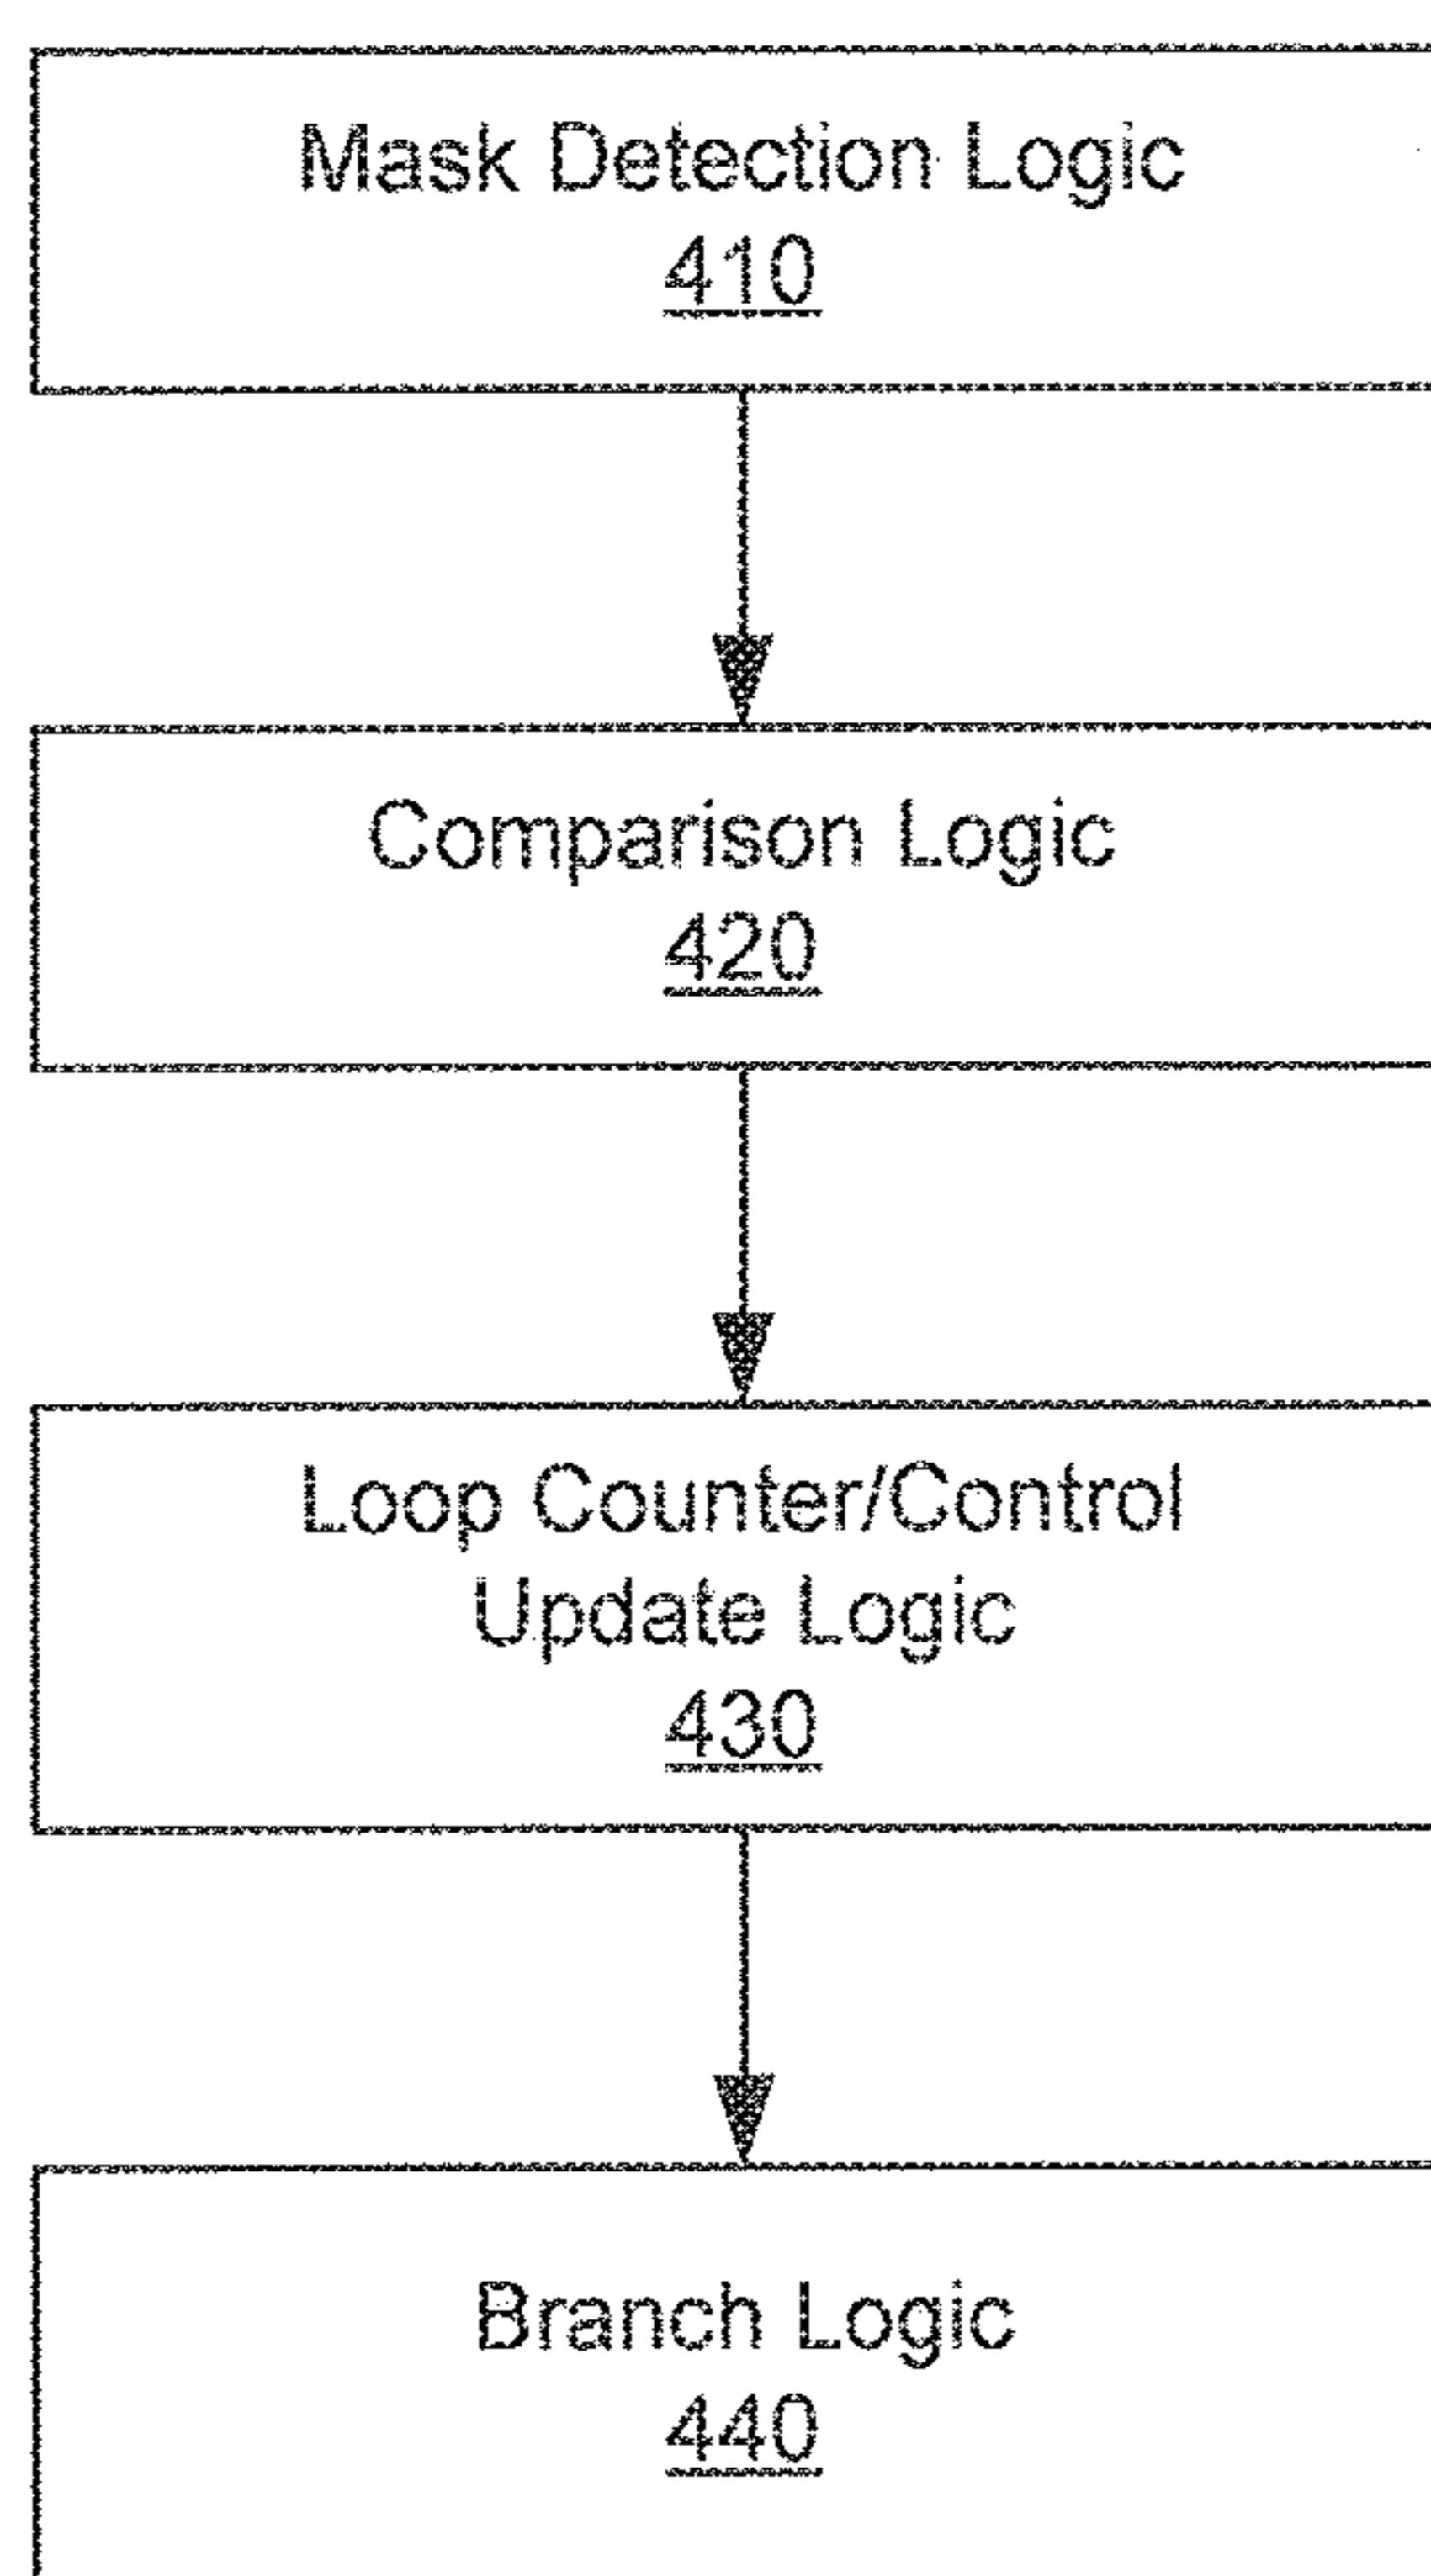 Mask Detection Logic
410
Comparison Logic
420
Loop Counter/Control
Update Logic
430
Branch Logic
440